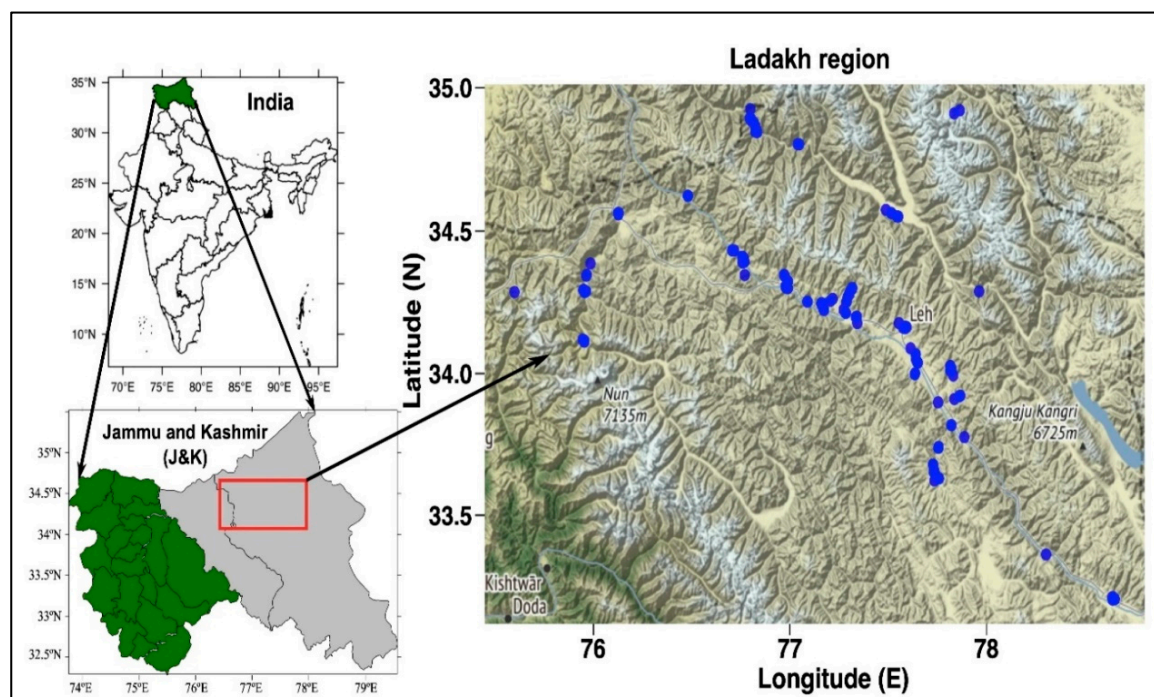 Ladakh region
India
35°N
30°N
25°N
20°N
15°N
10°N
70°E 75°E 80°E 85°E 90°E 95°E
Jammu and Kashmir
(J&K)
35°N
34.5°N
34°N
33.5°N
33°N
32.5°N
74°E 75°E 76°E 77°E 78°E 79°E
Latitude (N)
35.0
34.5
34.0
33.5
Leh
Nun
7135m
Kangju Kangri
6725m
g
Kishtwār
Doda
76 77 78
Longitude (E)